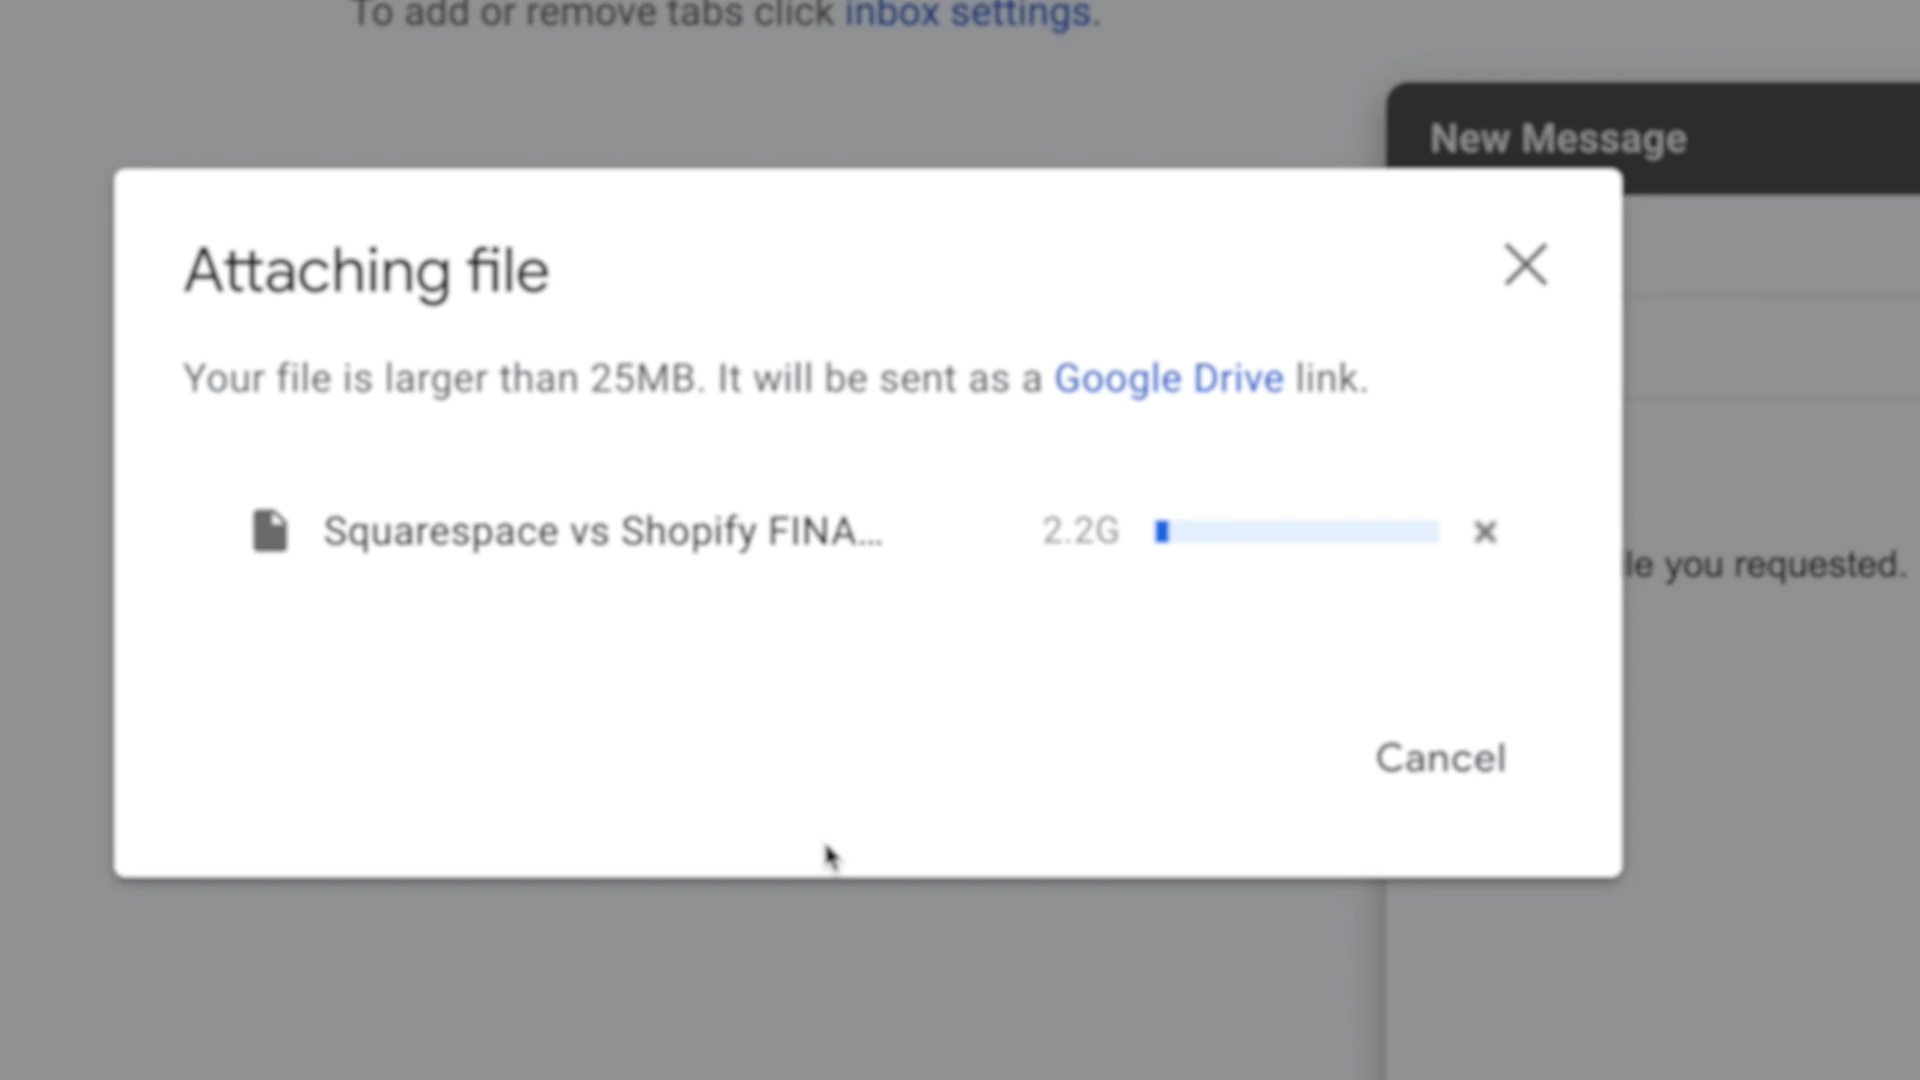 To add or remove tabs click inbox settings.
New Message
Attaching file
Your file is larger than 25MB. It will be sent as a Google Drive link.
Squarespace vs Shopify FINA...
2.2G
le you requested.
Cancel